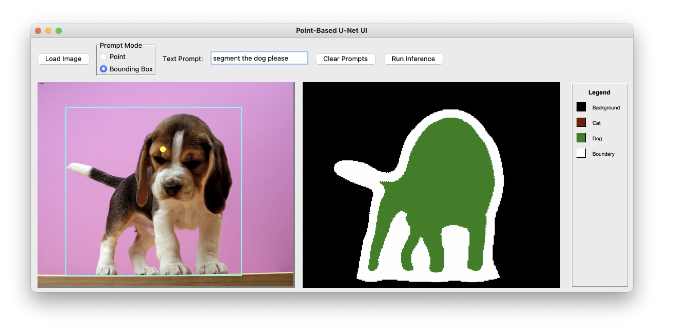 Point-Based U-Net UI
Prompt Mode
Load Image
Point
Bounding Box
Text Prompt:
segment the dog please
Clear Prompts
Run Inference
Legend
Background
Cat
Dog
Boundary